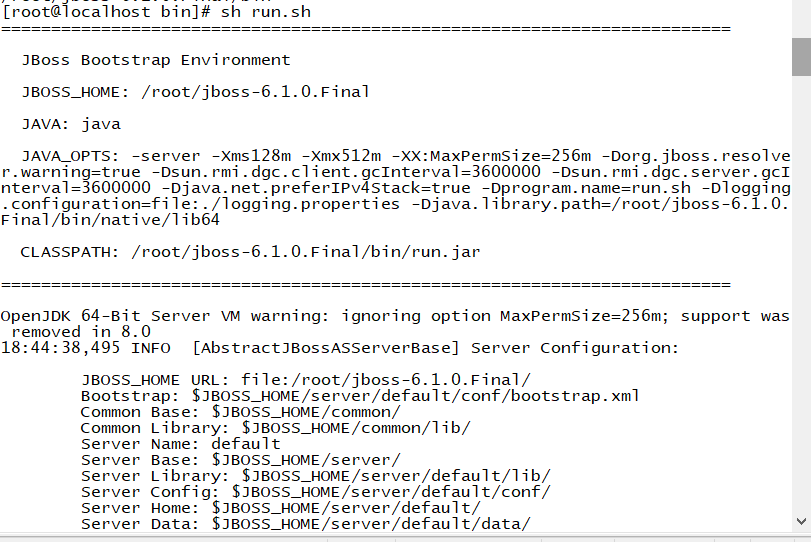 [root@localhost bin]# sh run.sh
=========================================================================
JBoss Bootstrap Environment
JBOSS_HOME: /root/jboss-6.1.0.Final
JAVA: java
JAVA_OPTS: -server -Xms128m -Xmx512m -XX:MaxPermSize=256m -Dorg.jboss.resolve
r.warning=true -Dsun.rmi.dgc.client.gcInterval=3600000 -Dsun.rmi.dgc.server.gcI
nterval=3600000 -Djava.net.preferIPv4Stack=true -Dprogram.name=run.sh -Dlogging
.configuration=file:./logging.properties -Djava.library.path=/root/jboss-6.1.0.
Final/bin/native/lib64
CLASSPATH: /root/jboss-6.1.0.Final/bin/run.jar
=========================================================================
OpenJDK 64-Bit Server VM warning: ignoring option MaxPermSize=256m; support was
removed in 8.0
18:44:38,495 INFO  [AbstractJBossASServerBase] Server Configuration:
JBOSS_HOME URL: file:/root/jboss-6.1.0.Final/
Bootstrap: $JBOSS_HOME/server/default/conf/bootstrap.xml
Common Base: $JBOSS_HOME/common/
Common Library: $JBOSS_HOME/common/lib/
Server Name: default
Server Base: $JBOSS_HOME/server/
Server Library: $JBOSS_HOME/server/default/lib/
Server Config: $JBOSS_HOME/server/default/conf/
Server Home: $JBOSS_HOME/server/default/
Server Data: $JBOSS_HOME/server/default/data/